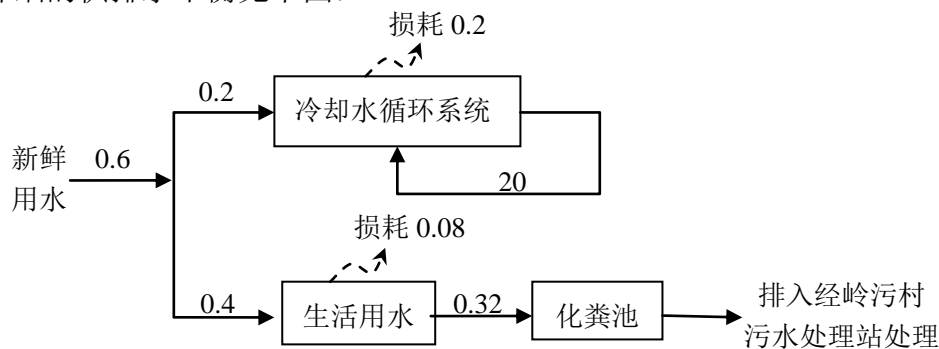 损耗 0.2
0.2
冷却水循环系统
新鲜
用水
0.6
20
损耗 0.08
0.4
生活用水
0.32
化粪池
排入经岭污村
污水处理站处理